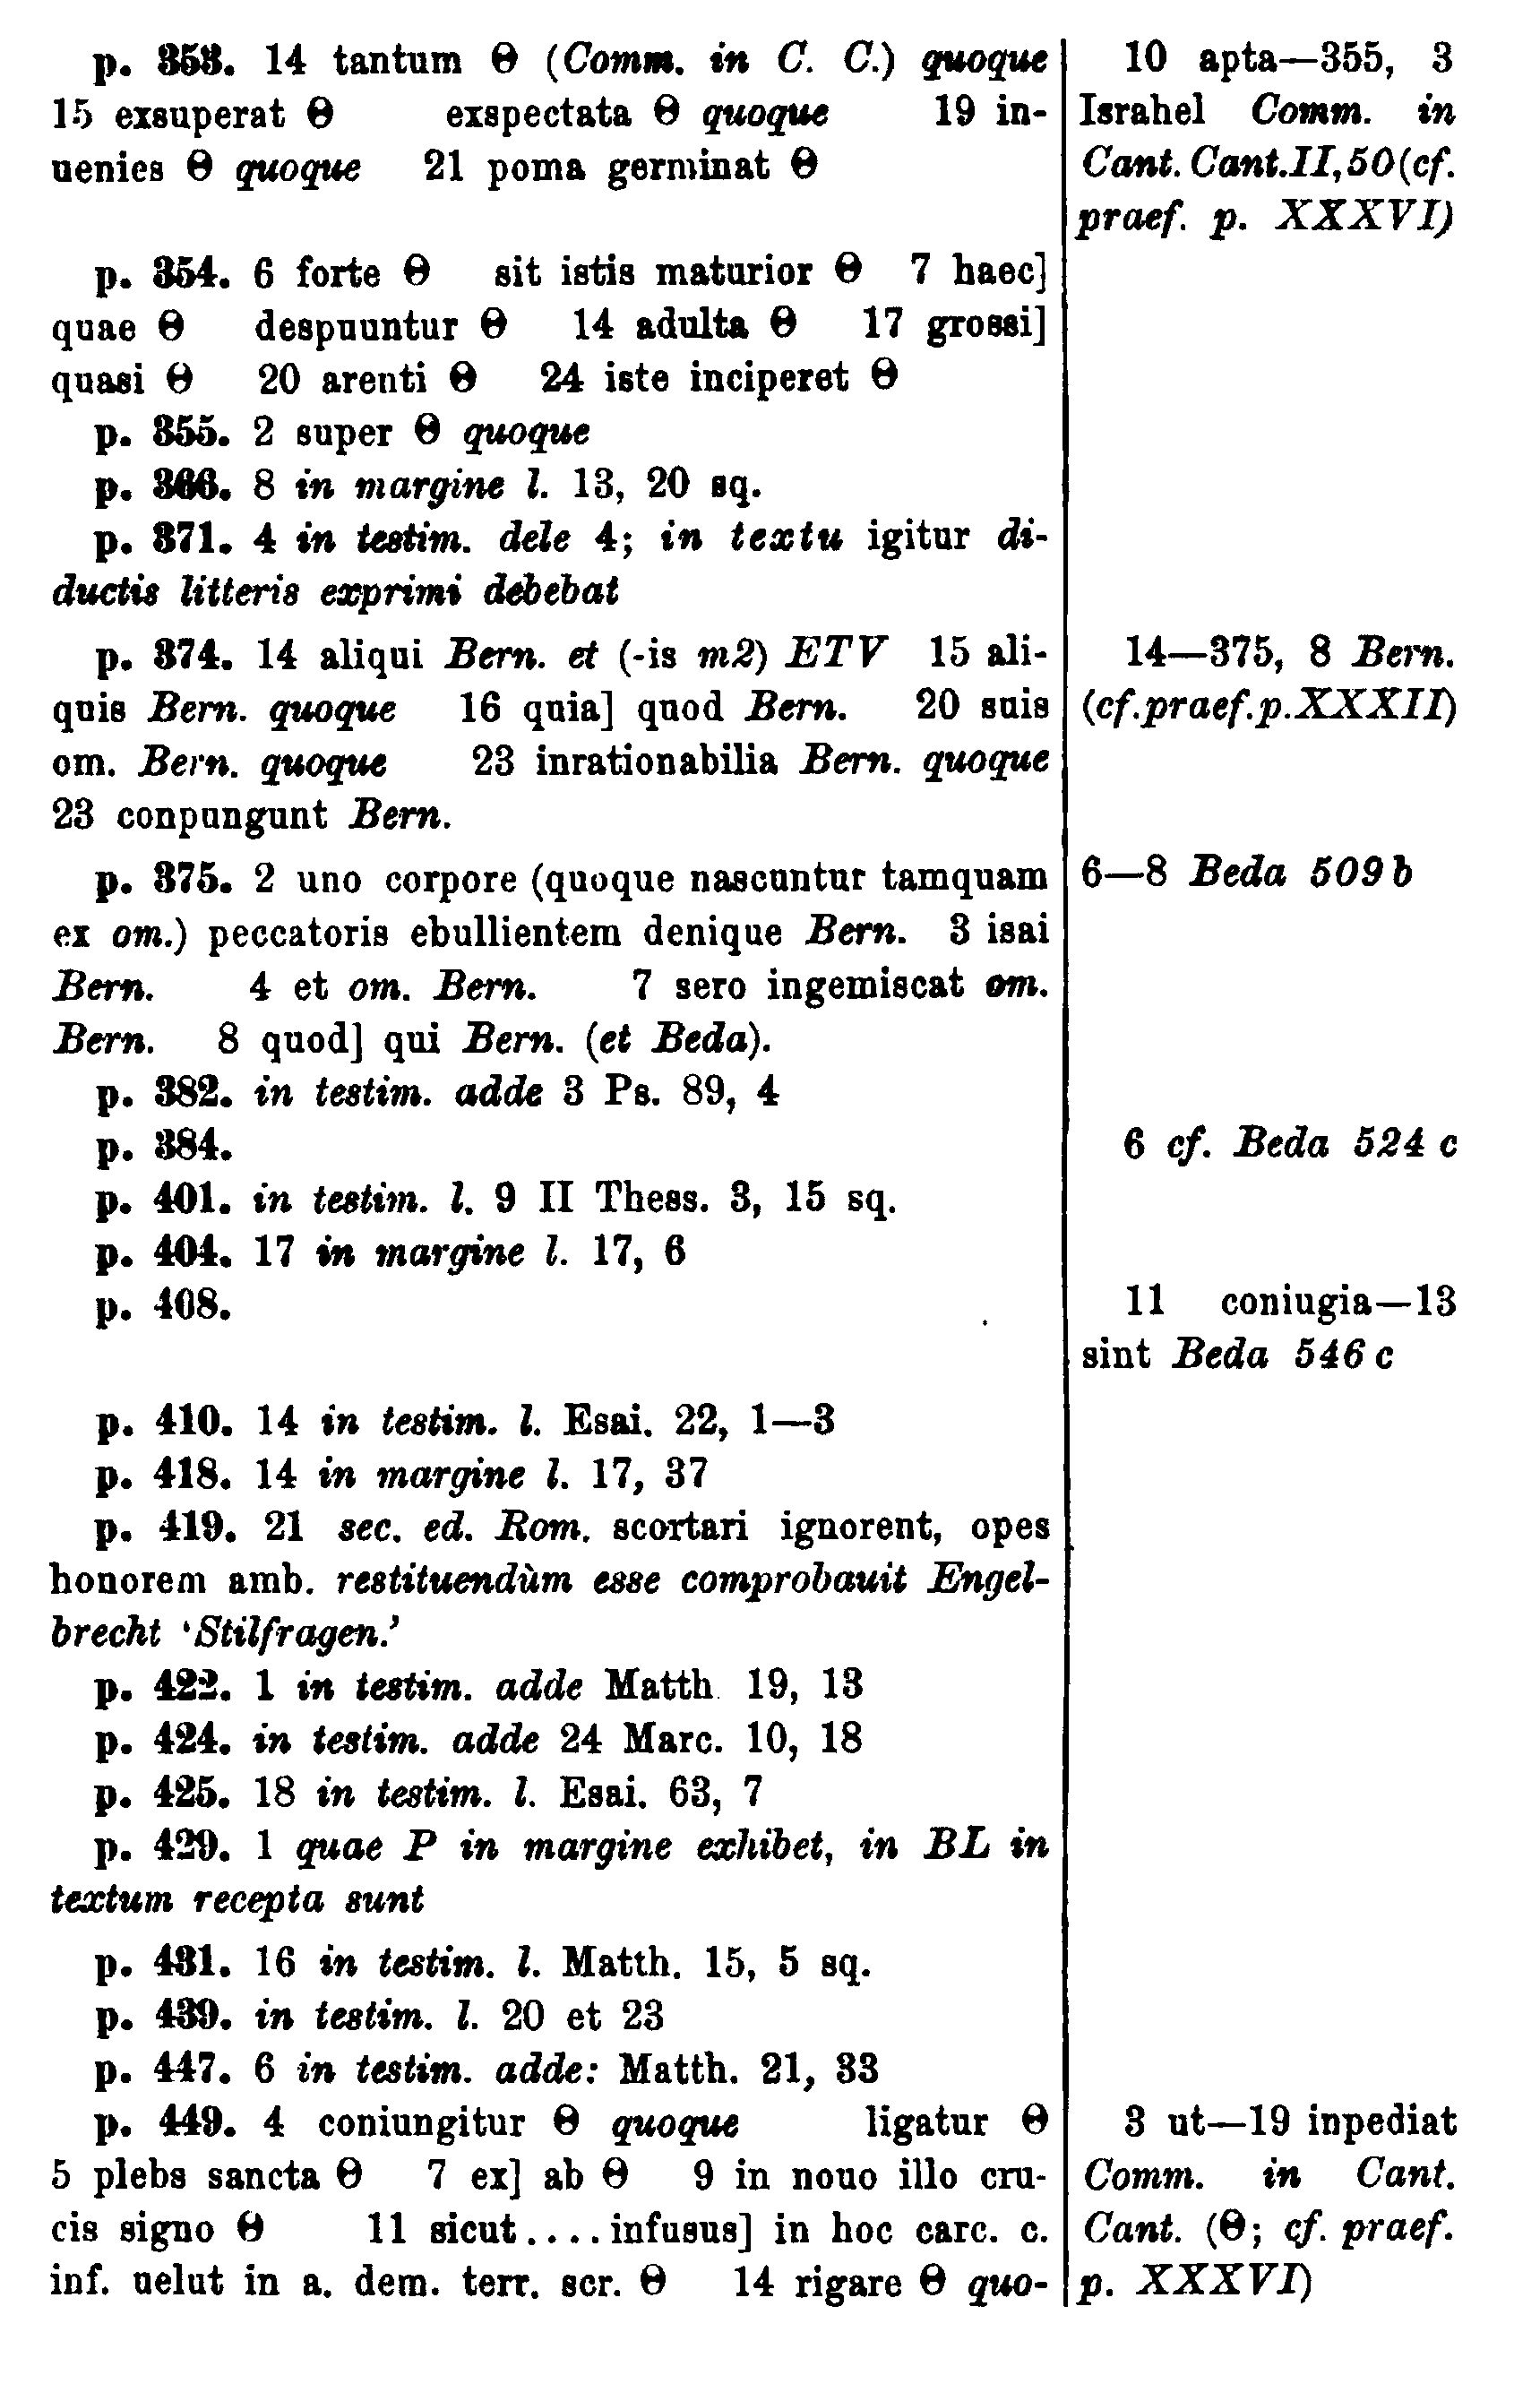 p. 353. 14 tantum Θ (Comm. in C. C.) quoque
15 exsuperat Θ exspectata Θ quoque 19 in-
uenies Θ quoque 21 poma germinat Θ
p. 354. 6 forte Θ sit istis maturior Θ 7 haec]
quae Θ despuuntur Θ 14 adulta Θ 17 grossi]
quasi Θ 20 arenti Θ 24 iste inciperet Θ
p. 355. 2 super Θ quoque
p. 366. 8 in margine l. 13, 20 sq.
p. 371. 4 in testim. dele 4; in textu igitur di-
ductis litteris exprimi debebat
p. 374. 14 aliqui Bern. et (-is m2) ETV 15 ali-
quis Bern. quoque 16 quia] quod Bern. 20 suis
om. Bern. quoque 23 inrationabilia Bern. quoque
23 conpungunt Bern.
p. 375. 2 uno corpore (quoque nascuntur tamquam
ex om.) peccatoris ebullientem denique Bern. 3 isai
Bern. 4 et om. Bern. 7 sero ingemiscat om.
Bern. 8 quod] qui Bern. (et Beda).
p. 382. in testim. adde 3 Ps. 89, 4
p. 384.
p. 401. in testim. l. 9 II Thess. 3, 15 sq.
p. 404. 17 in margine l. 17, 6
p. 408.
p. 410. 14 in testim. l. Esai. 22, 1—3
p. 418. 14 in margine l. 17, 37
p. 419. 21 sec. ed. Rom. scortari ignorent, opes
honorem amb. restituendùm esse comprobauit Engel-
brecht 'Stilfragen.'
p. 422. 1 in testim. adde Matth 19, 13
p. 424. in testim. adde 24 Marc. 10, 18
p. 425. 18 in testim. l. Esai. 63, 7
p. 429. 1 quae P in margine exhibet, in BL in
textum recepta sunt
p. 431. 16 in testim. l. Matth. 15, 5 sq.
p. 439. in testim. l. 20 et 23
p. 447. 6 in testim. adde: Matth. 21, 33
p. 449. 4 coniungitur Θ quoque ligatur Θ
5 plebs sancta Θ 7 ex] ab Θ 9 in nouo illo cru-
cis signo Θ 11 sicut....infusus] in hoc carc. c.
inf. uelut in a. dem. terr. scr. Θ 14 rigare Θ quo-
10 apta—355, 3
Israhel Comm. in
Cant. Cant. II, 50 (cf.
praef. p. XXXVI)
14—375, 8 Bern.
(cf. praef. p. XXXII)
6—8 Beda 509 b
6 cf. Beda 524 c
11 coniugia—13
sint Beda 546 c
3 ut—19 inpediat
Comm. in Cant.
Cant. (Θ; cf. praef.
p. XXXVI)